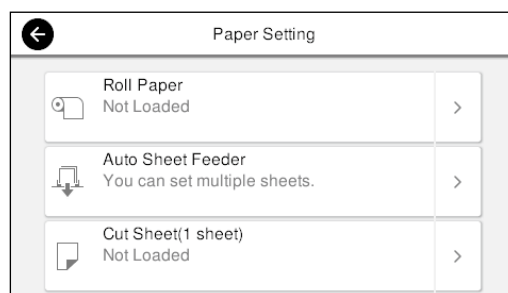 Paper Setting
Roll Paper
Not Loaded
Auto Sheet Feeder
You can set multiple sheets.
Cut Sheet(1 sheet)
Not Loaded